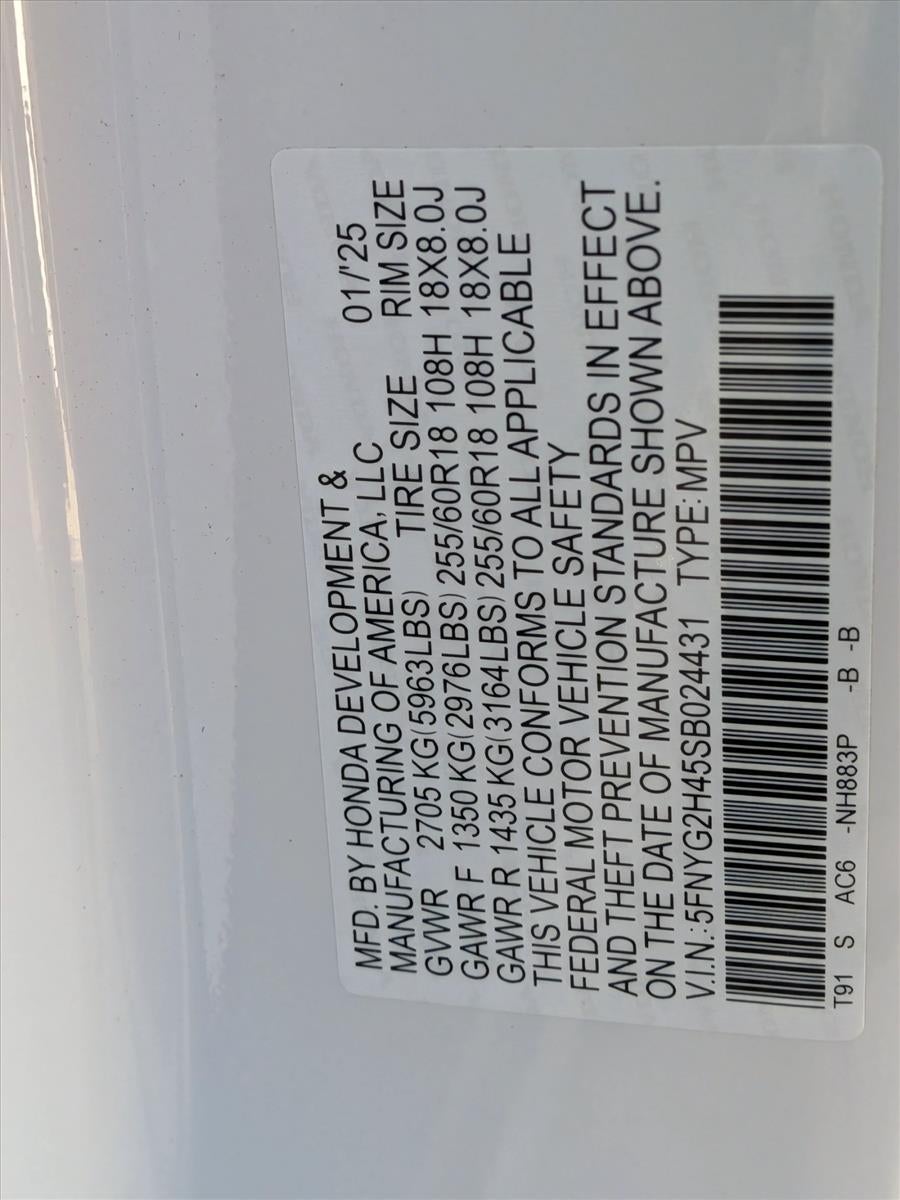 MFD. BY HONDA DEVELOPMENT & 01/'25
MANUFACTURING OF AMERICA, LLC
TIRE SIZE RIM SIZE
GVWR 2705 KG(5963LBS)
GAWR F 1350 KG(2976LBS) 255/60R18 108H 18X8.0J
GAWR R 1435 KG(3164LBS) 255/60R18 108H 18X8.0J
THIS VEHICLE CONFORMS TO ALL APPLICABLE
FEDERAL MOTOR VEHICLE SAFETY
AND THEFT PREVENTION STANDARDS IN EFFECT
ON THE DATE OF MANUFACTURE SHOWN ABOVE.
V.I.N.:5FNYG2H45SB024431 TYPE:MPV
T91 S AC6 -NH883P -B -B